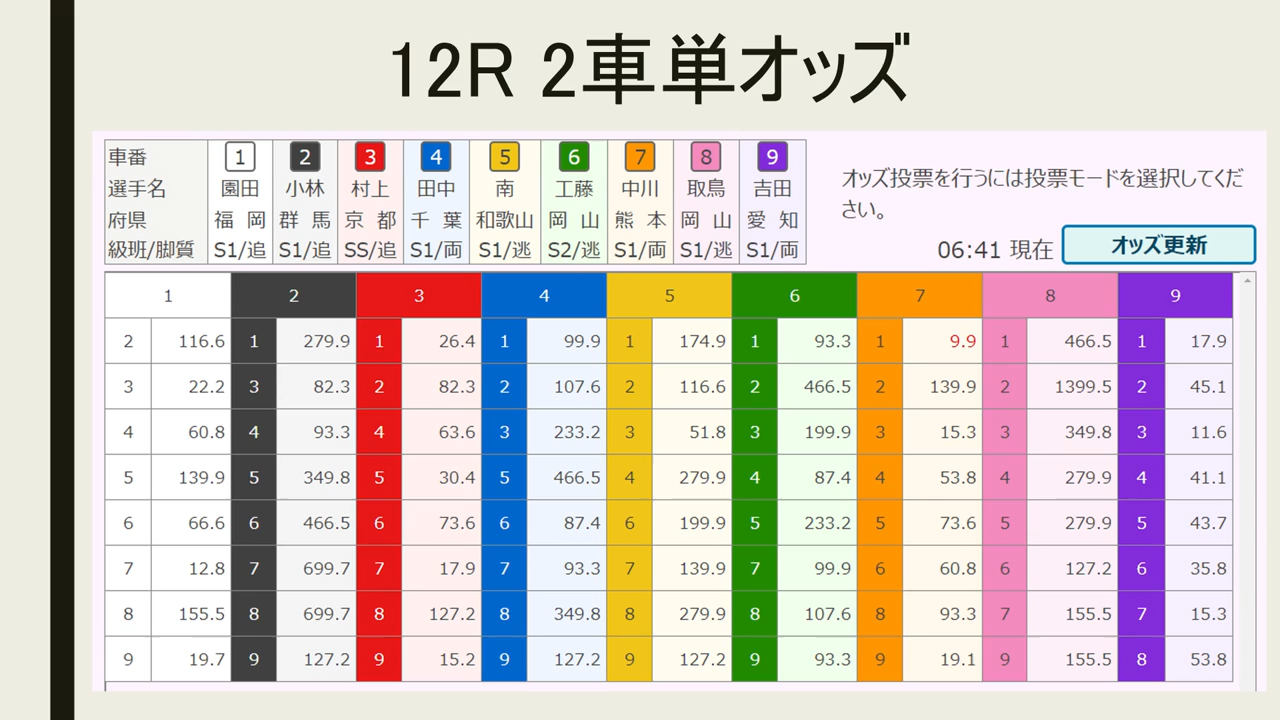 12R 2車単オッズ
車番 1 2 3 4 5 6 7 8 9
選手名 園田 小林 村上 田中 南 工藤 中川 取鳥 吉田
府県 福 岡 群 馬 京 都 千 葉 和歌山 岡 山 熊 本 岡 山 愛 知
級班/脚質 S1/追 S1/追 SS/追 S1/両 S1/逃 S2/逃 S1/両 S1/逃 S1/両
オッズ投票を行うには投票モードを選択してくだ
さい。
06:41 現在 オッズ更新
1 2 3 4 5 6 7 8 9
2 116.6 1 279.9 1 26.4 1 99.9 1 174.9 1 93.3 1 9.9 1 466.5 1 17.9
3 22.2 3 82.3 2 82.3 2 107.6 2 116.6 2 466.5 2 139.9 2 1399.5 2 45.1
4 60.8 4 93.3 4 63.6 3 233.2 3 51.8 3 199.9 3 15.3 3 349.8 3 11.6
5 139.9 5 349.8 5 30.4 5 466.5 4 279.9 4 87.4 4 53.8 4 279.9 4 41.1
6 66.6 6 466.5 6 73.6 6 87.4 6 199.9 5 233.2 5 73.6 5 279.9 5 43.7
7 12.8 7 699.7 7 17.9 7 93.3 7 139.9 7 99.9 6 60.8 6 127.2 6 35.8
8 155.5 8 699.7 8 127.2 8 349.8 8 279.9 8 107.6 8 93.3 7 155.5 7 15.3
9 19.7 9 127.2 9 15.2 9 127.2 9 127.2 9 93.3 9 19.1 9 155.5 8 53.8